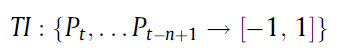 TI : {P_t, … P_{t−n+1} → [−1, 1]}